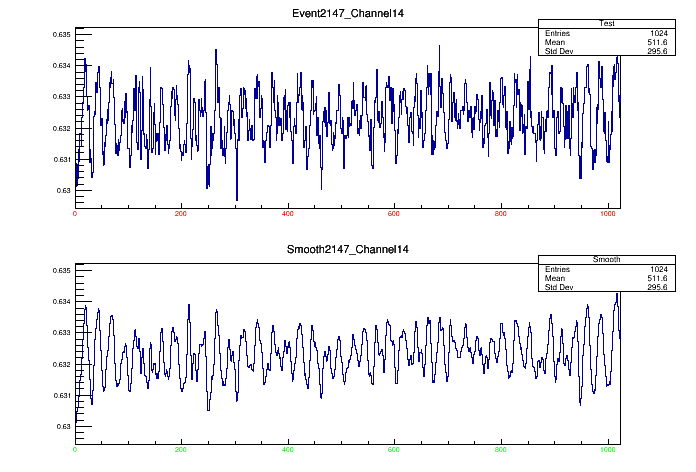 Event2147_Channel14
Test
Entries 1024
Mean 511.6
Std Dev 295.6
0.635
0.634
0.633
0.632
0.631
0.63
0 200 400 600 800 1000
Smooth2147_Channel14
Smooth
Entries 1024
Mean 511.6
Std Dev 295.6
0.635
0.634
0.633
0.632
0.631
0.63
0 200 400 600 800 1000